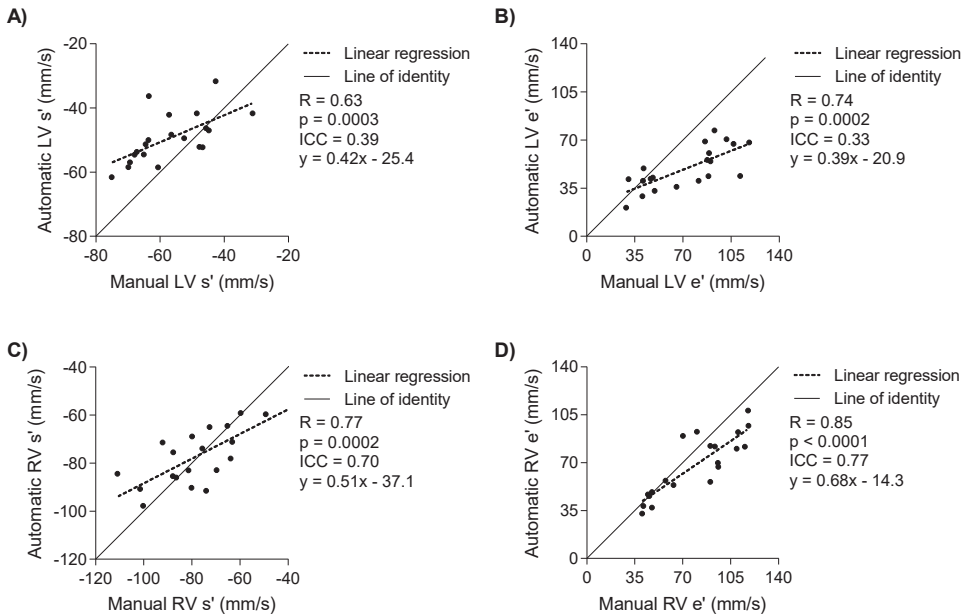 A)
Automatic LV s' (mm/s)
-20
-40
-60
-80
-80 -60 -40 -20
Manual LV s' (mm/s)
Linear regression
Line of identity
R = 0.63
p = 0.0003
ICC = 0.39
y = 0.42x - 25.4
B)
Automatic LV e' (mm/s)
140
105
70
35
0
0 35 70 105 140
Manual LV e' (mm/s)
Linear regression
Line of identity
R = 0.74
p = 0.0002
ICC = 0.33
y = 0.39x - 20.9
C)
Automatic RV s' (mm/s)
-40
-60
-80
-100
-120
-120 -100 -80 -60 -40
Manual RV s' (mm/s)
Linear regression
Line of identity
R = 0.77
p = 0.0002
ICC = 0.70
y = 0.51x - 37.1
D)
Automatic RV e' (mm/s)
140
105
70
35
0
0 35 70 105 140
Manual RV e' (mm/s)
Linear regression
Line of identity
R = 0.85
p < 0.0001
ICC = 0.77
y = 0.68x - 14.3